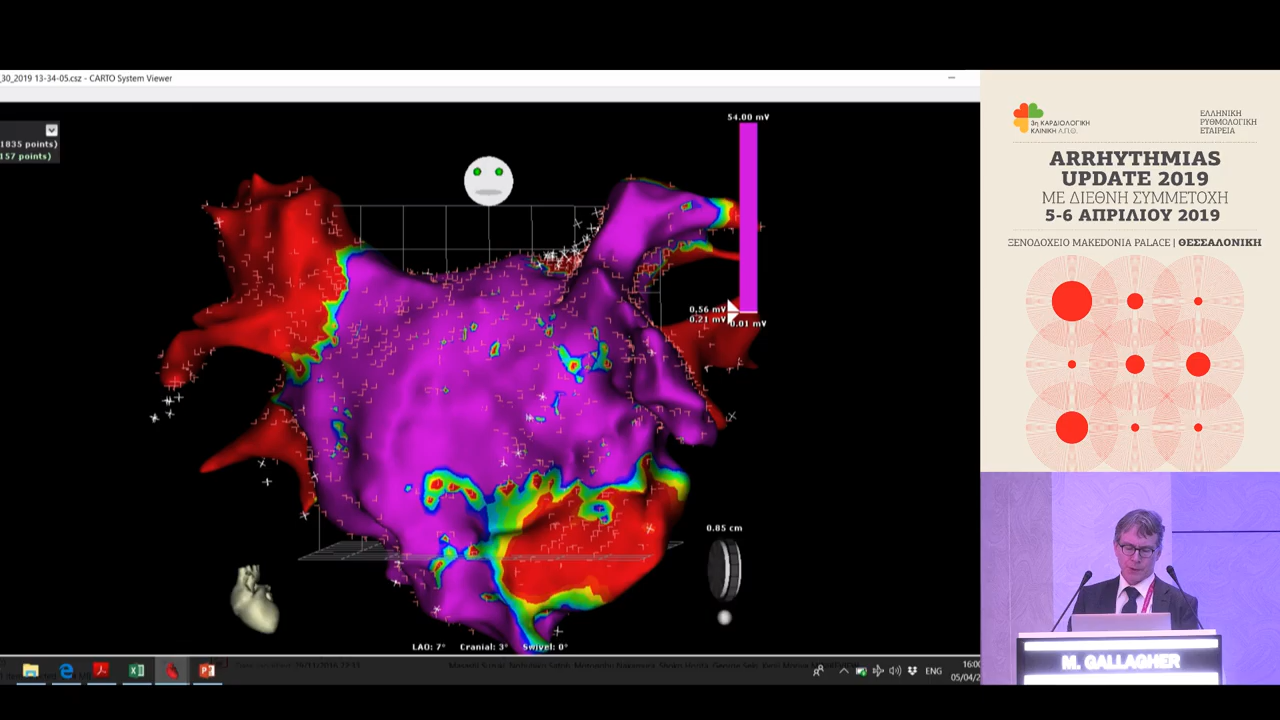 _30_2019 13-34-05.csz - CARTO System Viewer
1835 points)
157 points)
54.00 mV
0.56 mV
0.21 mV
0.01 mV
0.85 cm
LAO: 7° Cranial: 3° Swivel: 0°
ENG
16:00
05/04/2
3η ΚΑΡΔΙΟΛΟΓΙΚΗ
ΚΛΙΝΙΚΗ Α.Π.Θ.
ΕΛΛΗΝΙΚΗ
ΡΥΘΜΟΛΟΓΙΚΗ
ΕΤΑΙΡΕΙΑ
ARRHYTHMIAS
UPDATE 2019
ΜΕ ΔΙΕΘΝΗ ΣΥΜΜΕΤΟΧΗ
5-6 ΑΠΡΙΛΙΟΥ 2019
ΞΕΝΟΔΟΧΕΙΟ MAKEDONIA PALACE | ΘΕΣΣΑΛΟΝΙΚΗ
M. GALLAGHER